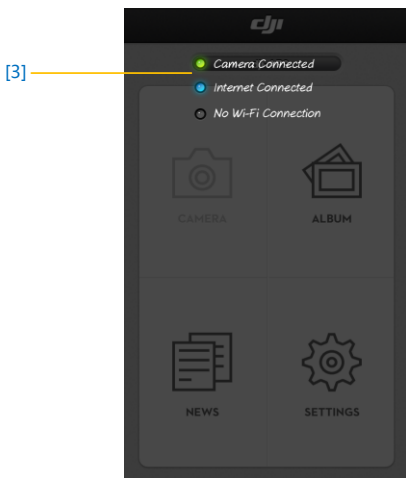 dji
[3]
Camera Connected
Internet Connected
No Wi-Fi Connection
CAMERA
ALBUM
NEWS
SETTINGS